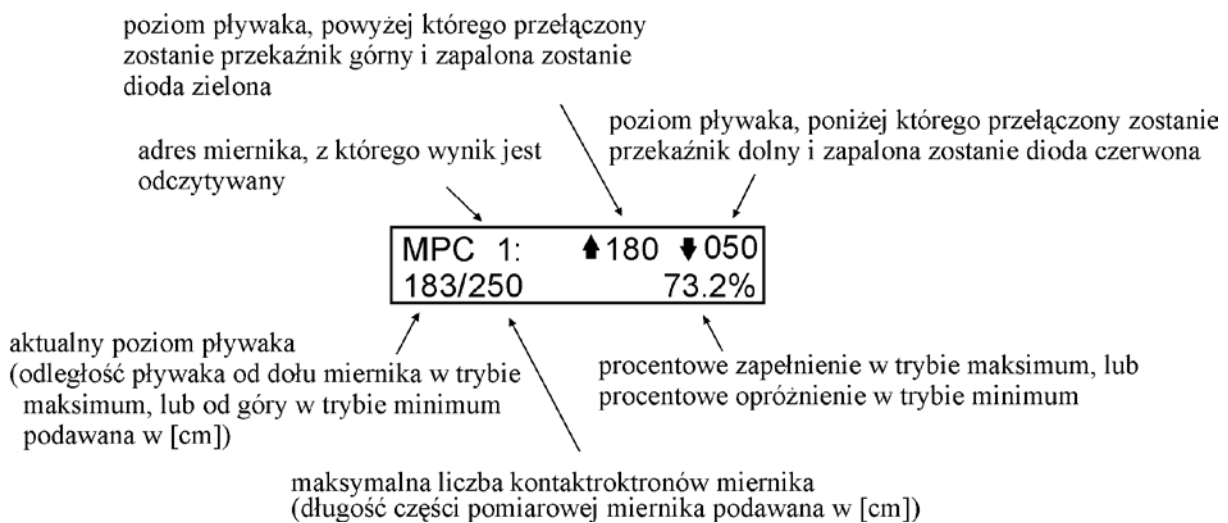 poziom pływaka, powyżej którego przełączony
zostanie przekaźnik górny i zapalona zostanie
dioda zielona
poziom pływaka, poniżej którego przełączony zostanie
przekaźnik dolny i zapalona zostanie dioda czerwona
adres miernika, z którego wynik jest
odczytywany
MPC 1: ⬆180 ⬇050
183/250 73.2%
aktualny poziom pływaka
(odległość pływaka od dołu miernika w trybie
maksimum, lub od góry w trybie minimum
podawana w [cm])
procentowe zapełnienie w trybie maksimum, lub
procentowe opróżnienie w trybie minimum
maksymalna liczba kontaktroktronów miernika
(długość części pomiarowej miernika podawana w [cm])